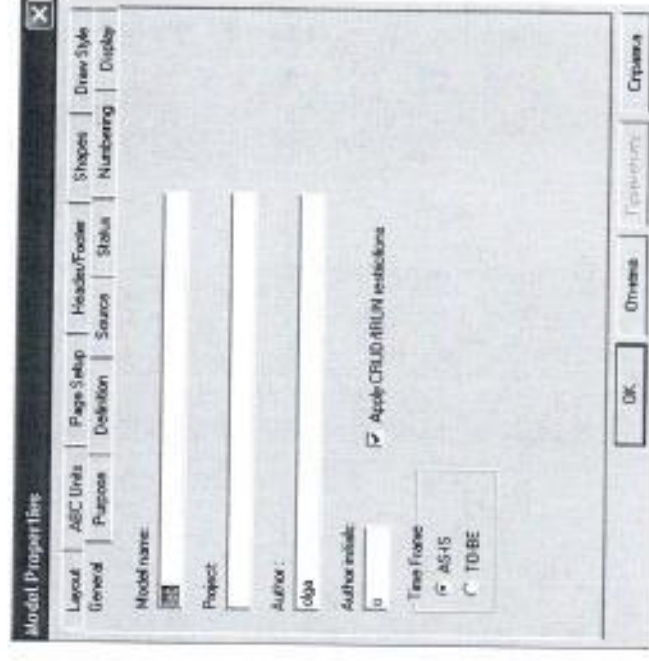 Model Properties
Layout ABC Units Page Setup Header/Footer Shapes Draw Style
General Purpose Definition Source Status Numbering Display
Model name:
Project:
Author:
olga
Author initials:
o
Apply CRUD/IRUN restrictions
Time Frame
AS-IS
TO-BE
OK Отмена Применить Справка